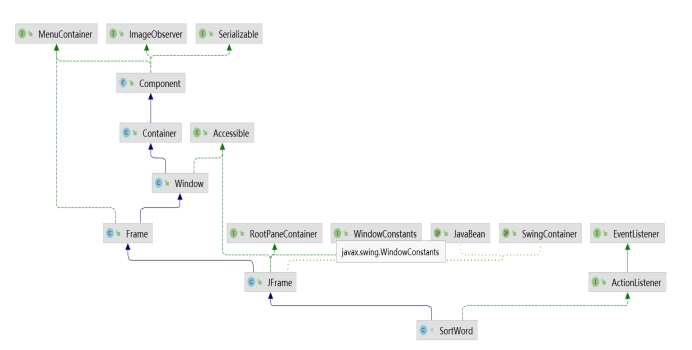 MenuContainer ImageObserver Serializable
Component
Container Accessible
Window
Frame RootPaneContainer WindowConstants JavaBean SwingContainer EventListener
javax.swing.WindowConstants
JFrame ActionListener
SortWord